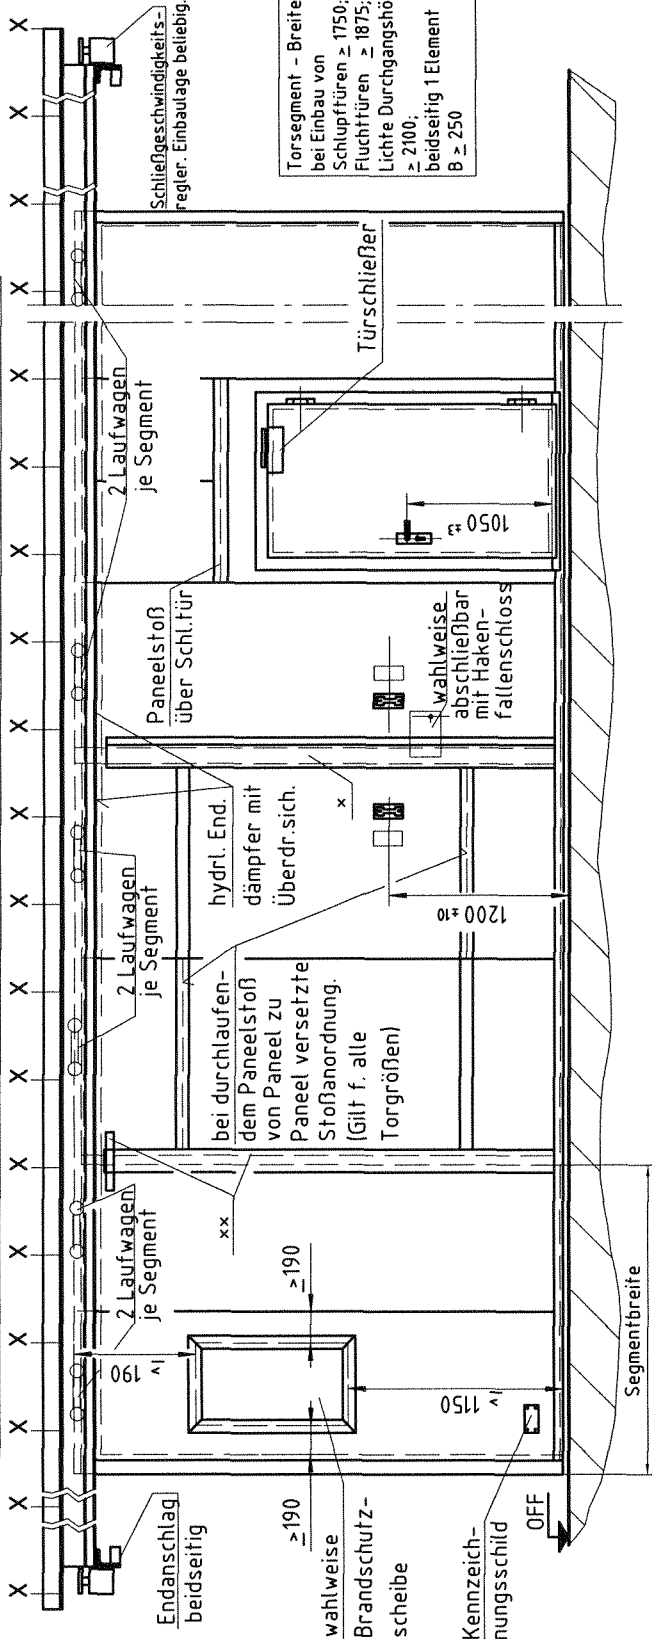 X X X X X X X X X X X X X X X X X X X
Endanschlag
beidseitig
2 Laufwagen
je Segment
2 Laufwagen
je Segment
2 Laufwagen
je Segment
Schließgeschwindigkeits-
regler. Einbaulage beliebig.
Torsegment - Breite
bei Einbau von
Schlupftüren ≥ 1750;
Fluchttüren ≥ 1875;
Lichte Durchgangshö
≥ 2100;
beidseitig 1 Element
B ≥ 250
190 ≥
≥190
≥190
1150 ≥
wahlweise
Brandschutz-
scheibe
Kennzeich-
nungsschild
OFF
Segmentbreite
xx
bei durchlaufen-
dem Paneelstoß
von Paneel zu
Paneel versetzte
Stoßanordnung.
(Gilt f. alle
Torgrößen)
hydrl. End.
dämpfer mit
Überdr.sich.
x
1200 ±10
Paneelstoß
über Schl.tür
wahlweise
abschließbar
mit Haken-
fallenschloss
1050 ±3
Türschließer